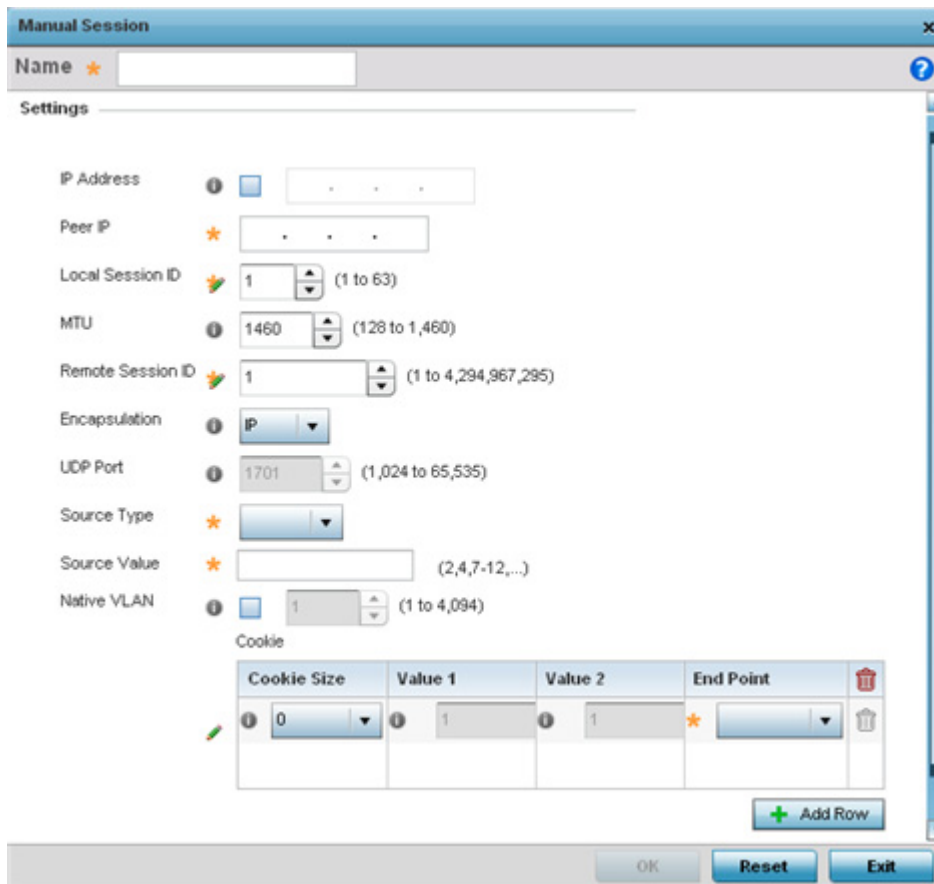 Manual Session
Name
Settings
IP Address
Peer IP
Local Session ID 1 (1 to 63)
MTU 1460 (128 to 1,460)
Remote Session ID 1 (1 to 4,294,967,295)
Encapsulation IP
UDP Port 1701 (1,024 to 65,535)
Source Type
Source Value (2,4,7-12,...)
Native VLAN 1 (1 to 4,094)
Cookie
Cookie Size Value 1 Value 2 End Point
0 1 1
Add Row
OK Reset Exit